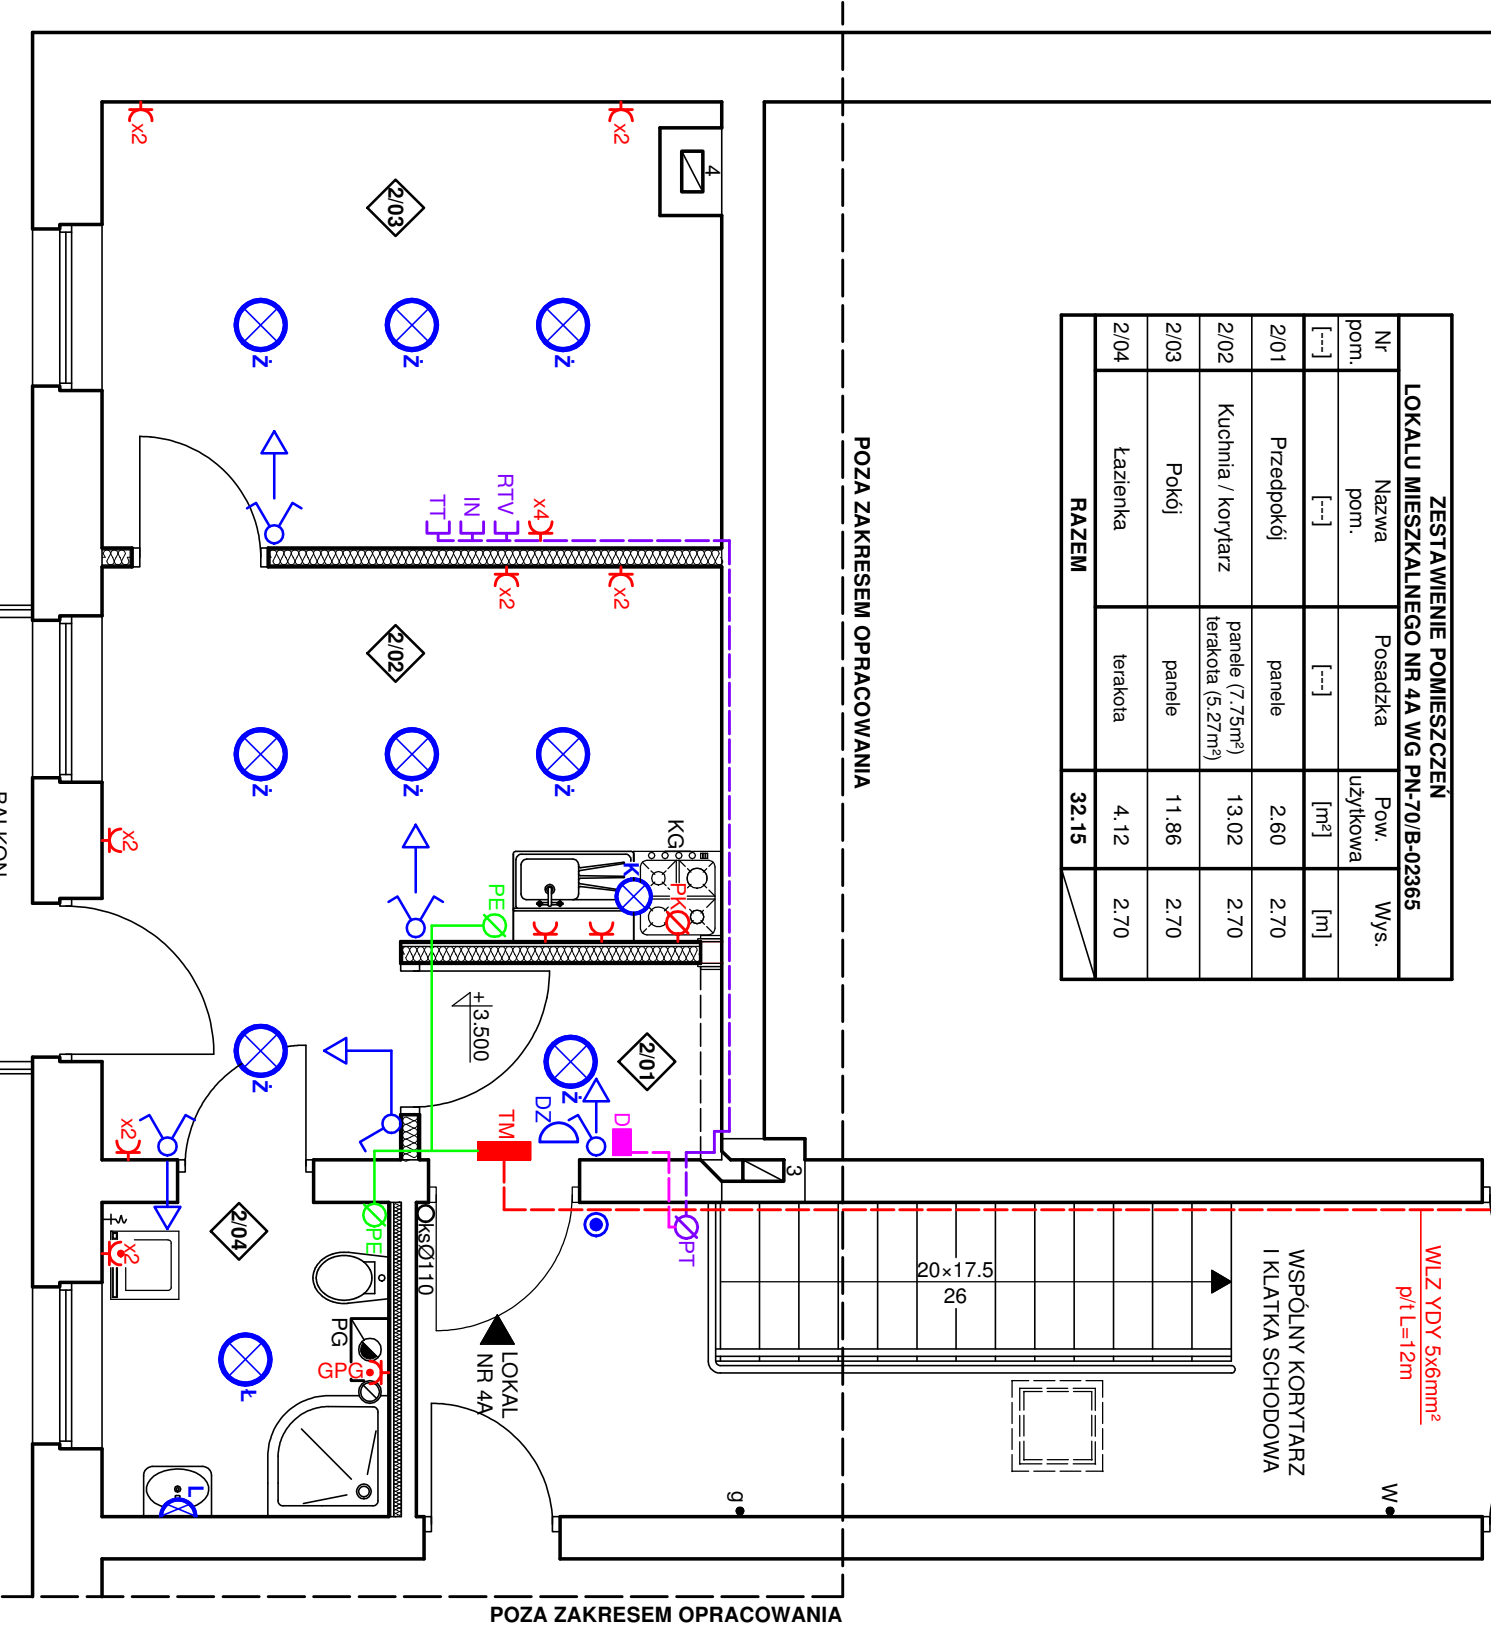 ZESTAWIENIE POMIESZCZEŃ
LOKALU MIESZKALNEGO NR 4A WG PN-70/B-02365
Nr pom. Nazwa pom. Posadzka Pow. użytkowa Wys.
[---] [---] [---] [m²] [m]
2/01 Przedpokój panele 2.60 2.70
2/02 Kuchnia / korytarz panele (7.75m²) terakota (5.27m²) 13.02 2.70
2/03 Pokój panele 11.86 2.70
2/04 Łazienka terakota 4.12 2.70
RAZEM 32.15
POZA ZAKRESEM OPRACOWANIA
WLZ YDY 5x6mm²
p/t L=12m
WSPÓLNY KORYTARZ
I KLATKA SCHODOWA
W
g
20×17.5
26
3
4
x2
x2
2/03
Ż
Ż
Ż
x4
RTV
IN
TT
x2
x2
2/02
Ż
Ż
Ż
x2
KG
K
PK
PE
+3.500
2/01
Ż
Ż
D
DZ
TM
PT
x2
2/04
x2
PE
ksØ110
PG
GPG
Ł
L
LOKAL
NR 4A
BALKON
POZA ZAKRESEM OPRACOWANIA